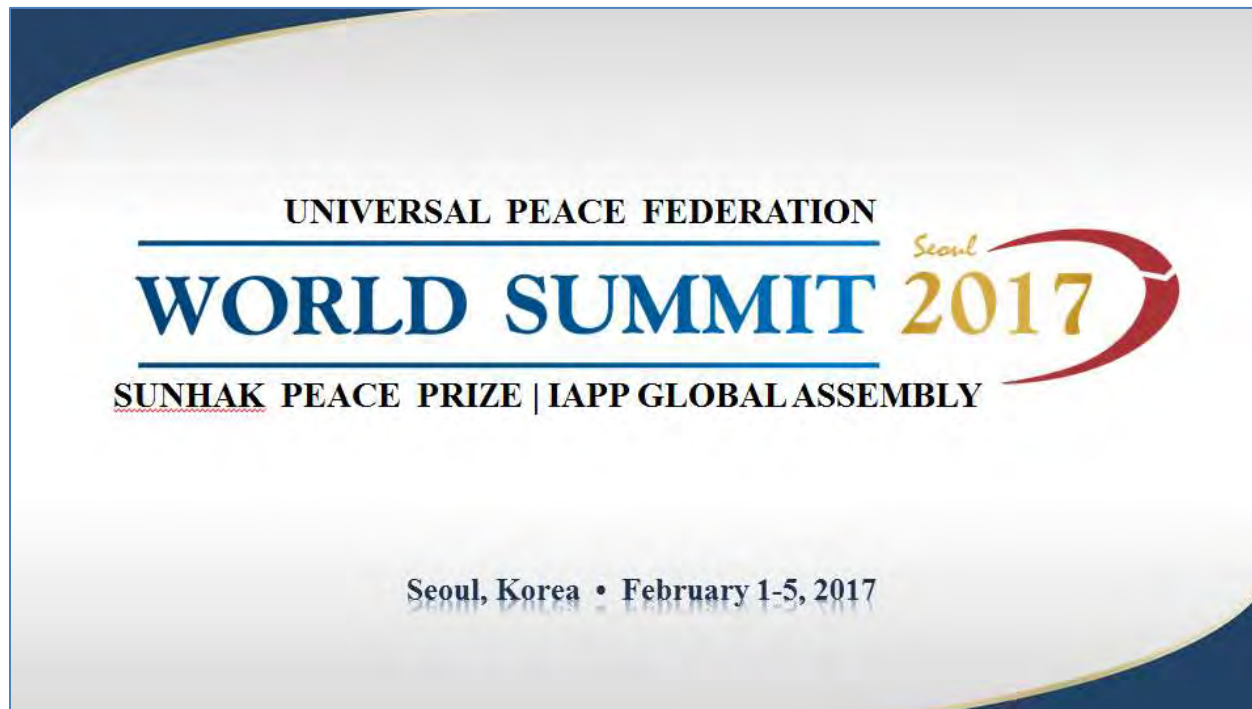 UNIVERSAL PEACE FEDERATION
Seoul
WORLD SUMMIT 2017
SUNHAK PEACE PRIZE | IAPP GLOBAL ASSEMBLY
Seoul, Korea • February 1-5, 2017